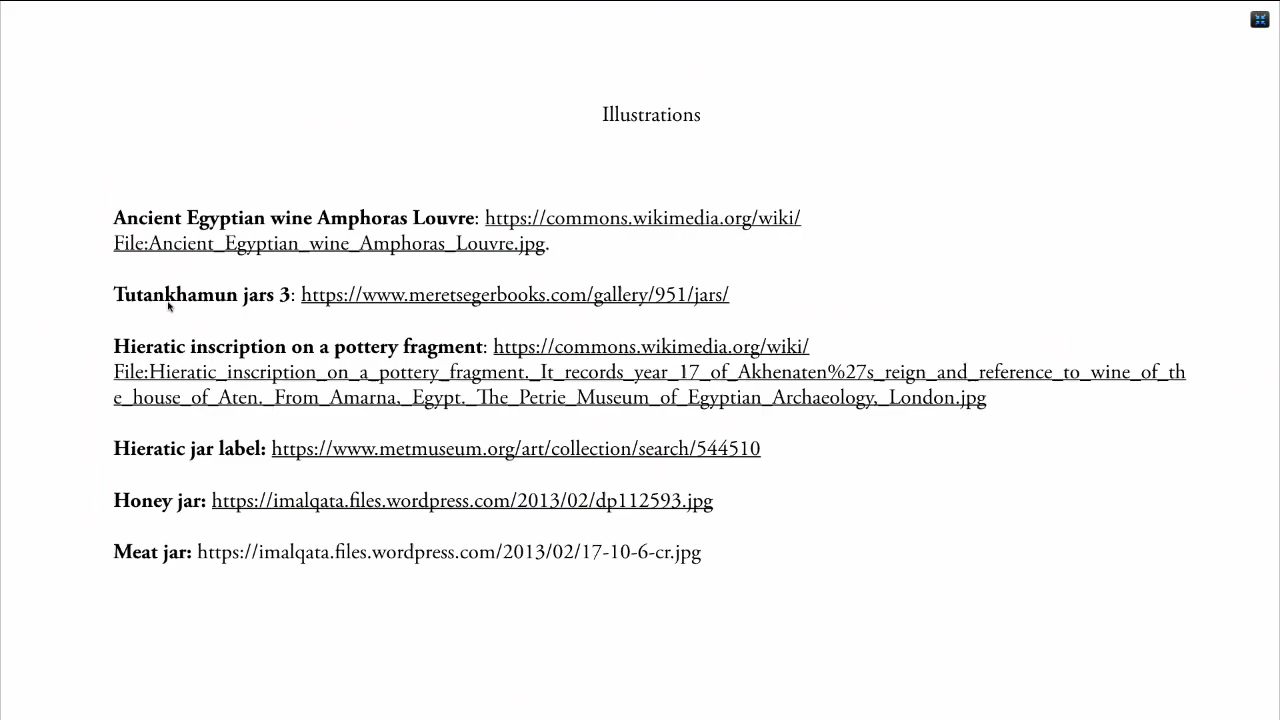 Illustrations
Ancient Egyptian wine Amphoras Louvre: https://commons.wikimedia.org/wiki/
File:Ancient_Egyptian_wine_Amphoras_Louvre.jpg.
Tutankhamun jars 3: https://www.meretsegerbooks.com/gallery/951/jars/
Hieratic inscription on a pottery fragment: https://commons.wikimedia.org/wiki/
File:Hieratic_inscription_on_a_pottery_fragment._It_records_year_17_of_Akhenaten%27s_reign_and_reference_to_wine_of_th
e_house_of_Aten._From_Amarna,_Egypt._The_Petrie_Museum_of_Egyptian_Archaeology,_London.jpg
Hieratic jar label: https://www.metmuseum.org/art/collection/search/544510
Honey jar: https://imalqata.files.wordpress.com/2013/02/dp112593.jpg
Meat jar: https://imalqata.files.wordpress.com/2013/02/17-10-6-cr.jpg